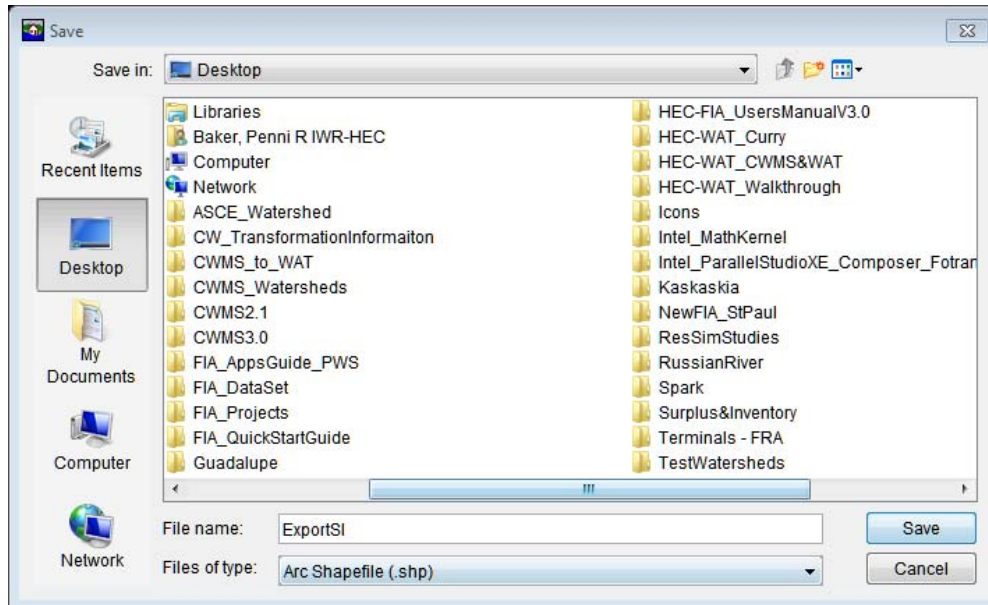 Save
Save in:
Desktop
Recent Items
Desktop
My
Documents
Computer
Network
Libraries
Baker, Penni R IWR-HEC
Computer
Network
ASCE_Watershed
CW_TransformationInformaiton
CWMS_to_WAT
CWMS_Watersheds
CWMS2.1
CWMS3.0
FIA_AppsGuide_PWS
FIA_DataSet
FIA_Projects
FIA_QuickStartGuide
Guadalupe
HEC-FIA_UsersManualV3.0
HEC-WAT_Curry
HEC-WAT_CWMS&WAT
HEC-WAT_Walkthrough
Icons
Intel_MathKernel
Intel_ParallelStudioXE_Composer_Fotran
Kaskaskia
NewFIA_StPaul
ResSimStudies
RussianRiver
Spark
Surplus&Inventory
Terminals - FRA
TestWatersheds
File name:
ExportSI
Save
Files of type:
Arc Shapefile (.shp)
Cancel